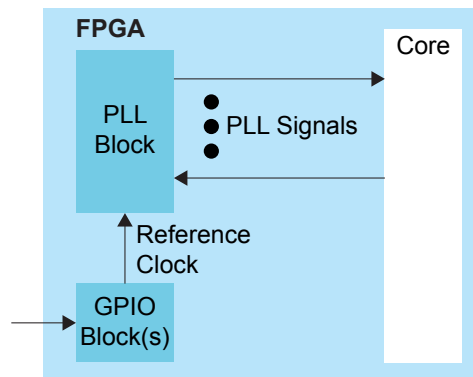 FPGA
Core
PLL
Block
PLL Signals
Reference
Clock
GPIO
Block(s)